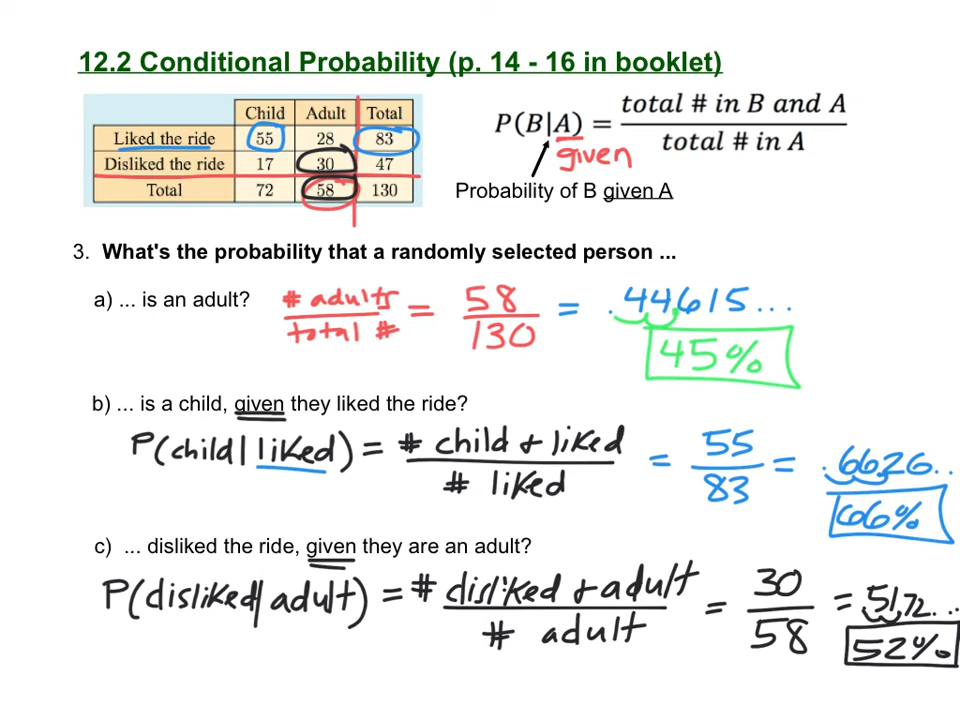 12.2 Conditional Probability (p. 14 - 16 in booklet)
Child Adult Total
Liked the ride 55 28 83
Disliked the ride 17 30 47
Total 72 58 130
P(B|A) = total # in B and A / total # in A
given
Probability of B given A
3. What's the probability that a randomly selected person ...
a) ... is an adult?
# adults / total # = 58 / 130 = .44615...
45%
b) ... is a child, given they liked the ride?
P(child | liked) = # child + liked / # liked = 55 / 83 = .6626..
66%
c) ... disliked the ride, given they are an adult?
P(disliked | adult) = # disliked + adult / # adult = 30 / 58 = .5172...
52%